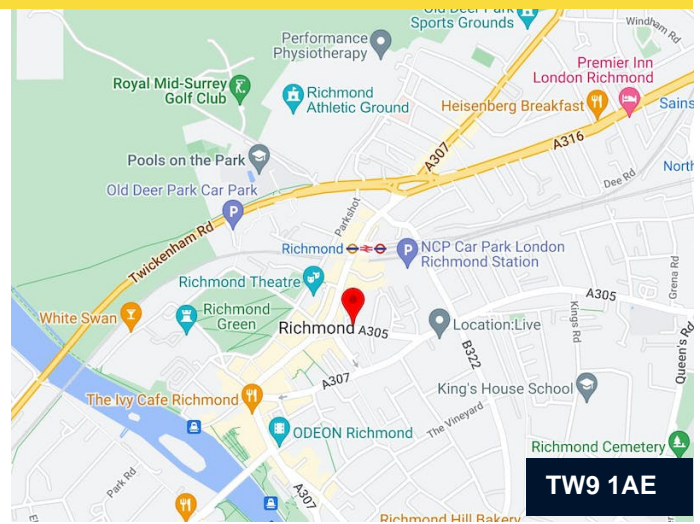 Old Deer Park
Sports Grounds
Windham Rd
Performance
Physiotherapy
Premier Inn
London Richmond
Royal Mid-Surrey
Golf Club
Richmond
Athletic Ground
Heisenberg Breakfast
Sains
A307
A316
Pools on the Park
North
Old Deer Park Car Park
Dee Rd
Parkshot
Twickenham Rd
Richmond
NCP Car Park London
Richmond Station
Richmond Theatre
Grena Rd
A305
White Swan
Richmond
Green
Richmond
A305
Location:Live
Kings Rd
B322
Queen's Rd
A307
King's House School
The Ivy Cafe Richmond
The Vineyard
ODEON Richmond
Richmond Cemetery
Park Rd
TW9 1AE
A307
Richmond Hill Bakery